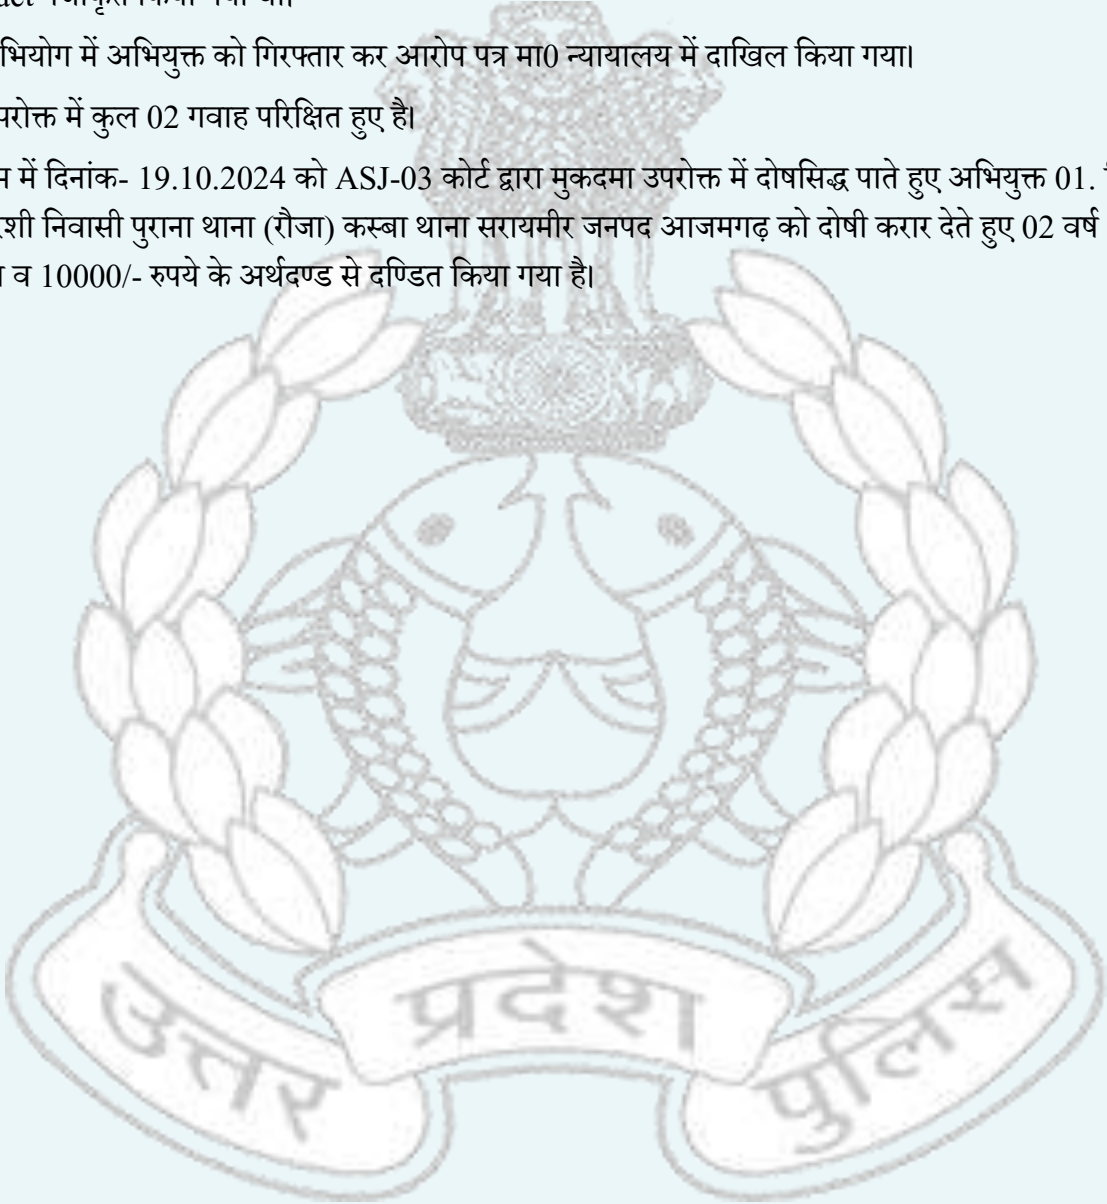 भियोग में अभियुक्त को गिरफ्तार कर आरोप पत्र मा0 न्यायालय में दाखिल किया गया।
परोक्त में कुल 02 गवाह परिक्षित हुए है।
में दिनांक- 19.10.2024 को ASJ-03 कोर्ट द्वारा मुकदमा उपरोक्त में दोषसिद्ध पाते हुए अभियुक्त 01.
रेशी निवासी पुराना थाना (रौजा) कस्बा थाना सरायमीर जनपद आजमगढ़ को दोषी करार देते हुए 02 वर्ष
व 10000/- रुपये के अर्थदण्ड से दण्डित किया गया है।
उत्तर प्रदेश पुलिस